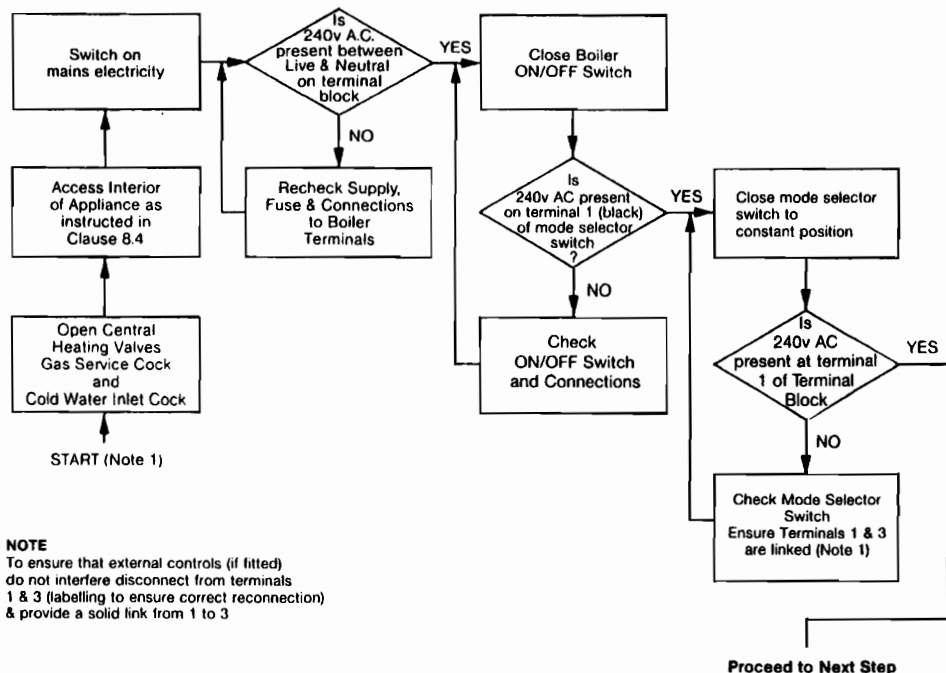 Switch on
mains electricity
Is
240v A.C.
present between
Live & Neutral
on terminal
block
YES
Close Boiler
ON/OFF Switch
NO
Access Interior
of Appliance as
instructed in
Clause 8.4
Recheck Supply,
Fuse & Connections
to Boiler
Terminals
Is
240v AC present
on terminal 1 (black)
of mode selector
switch
?
YES
Close mode selector
switch to
constant position
NO
Open Central
Heating Valves
Gas Service Cock
and
Cold Water Inlet Cock
Check
ON/OFF Switch
and Connections
Is
240v AC
present at terminal
1 of Terminal
Block
YES
START (Note 1)
NO
Check Mode Selector
Switch
Ensure Terminals 1 & 3
are linked (Note 1)
NOTE
To ensure that external controls (if fitted)
do not interfere disconnect from terminals
1 & 3 (labelling to ensure correct reconnection)
& provide a solid link from 1 to 3
Proceed to Next Step